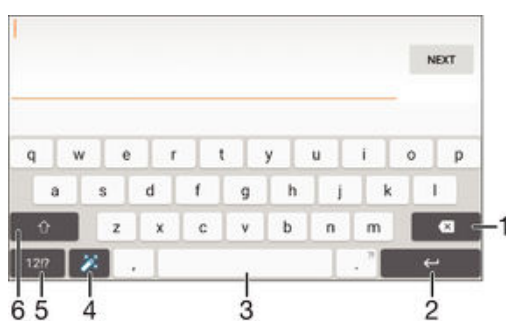 NEXT
q w e r t y u i o p
a s d f g h j k l
z x c v b n m
1
12!? , . ?!
6 5 4 3 2